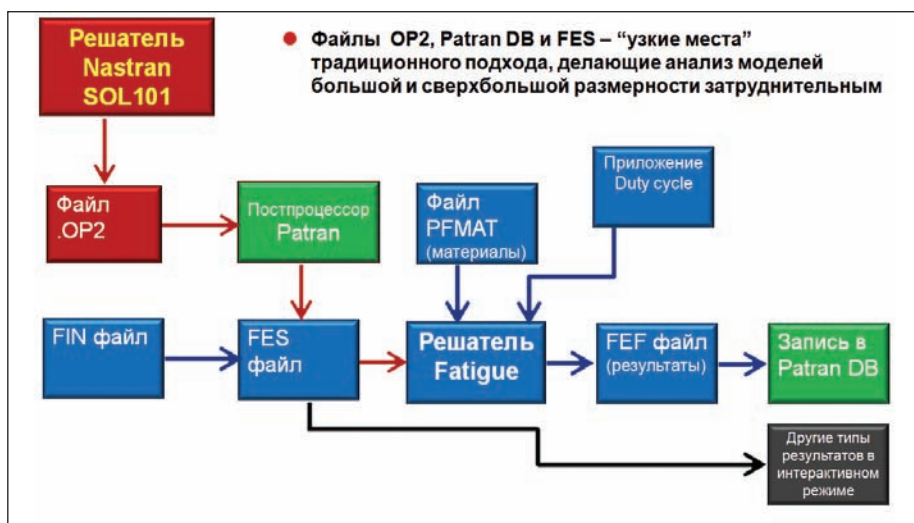 Решатель
Nastran
SOL101
Файлы OP2, Patran DB и FES – “узкие места”
традиционного подхода, делающие анализ моделей
большой и сверхбольшой размерности затруднительным
Файл
.OP2
Постпроцессор
Patran
Файл
PFMAT
(материалы)
Приложение
Duty cycle
FIN файл
FES
файл
Решатель
Fatigue
FEF файл
(результаты)
Запись в
Patran DB
Другие типы
результатов в
интерактивном
режиме